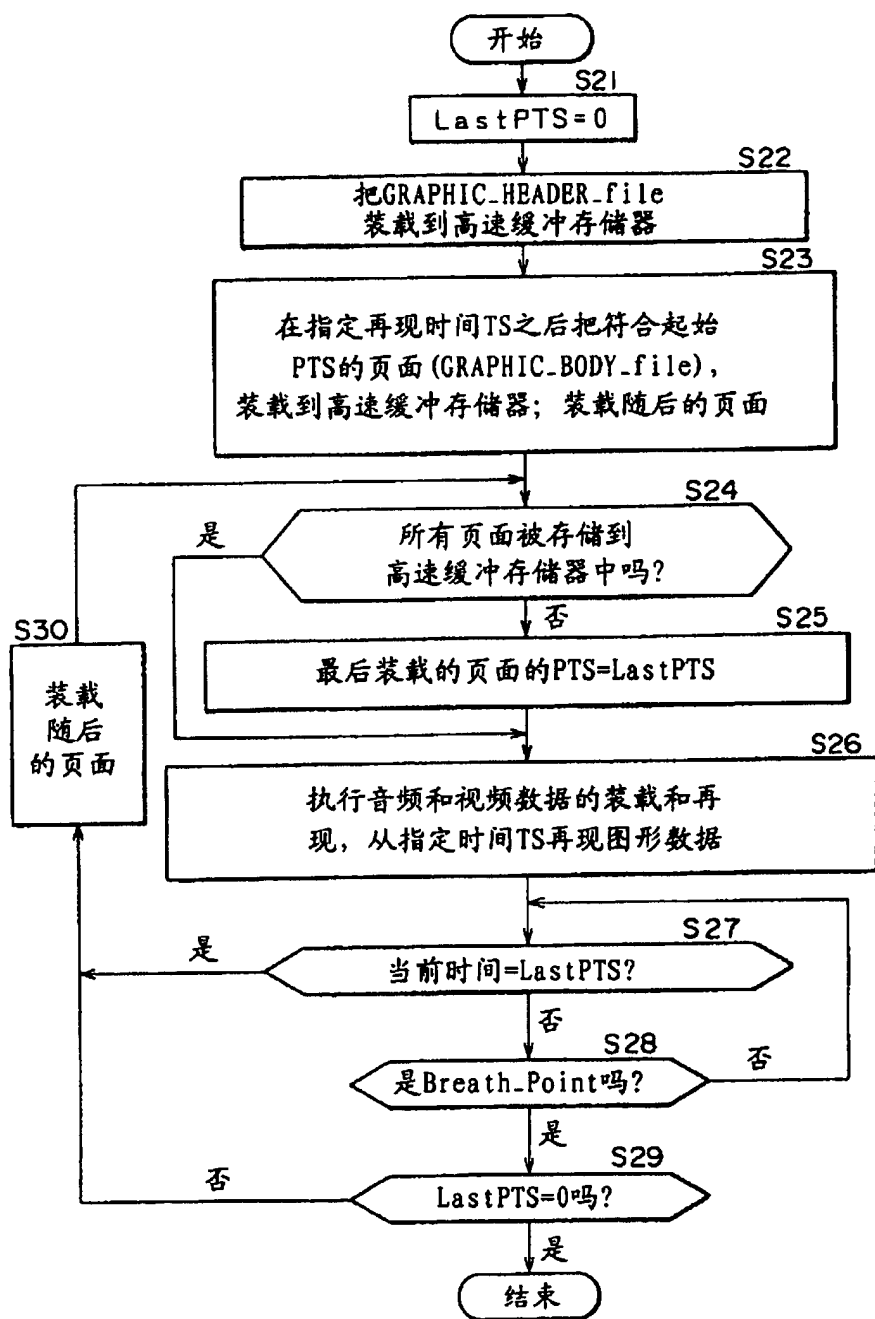 开始
S21
LastPTS=0
S22
把GRAPHIC_HEADER_file
装载到高速缓冲存储器
S23
在指定再现时间TS之后把符合起始
PTS的页面(GRAPHIC_BODY_file),
装载到高速缓冲存储器; 装载随后的页面
S24
所有页面被存储到
高速缓冲存储器中吗?
是
否
S25
最后装载的页面的PTS=LastPTS
S30
装载
随后
的页面
S26
执行音频和视频数据的装载和再
现, 从指定时间TS再现图形数据
S27
当前时间=LastPTS?
是
否
S28
是Breath_Point吗?
否
是
S29
LastPTS=0吗?
否
是
结束